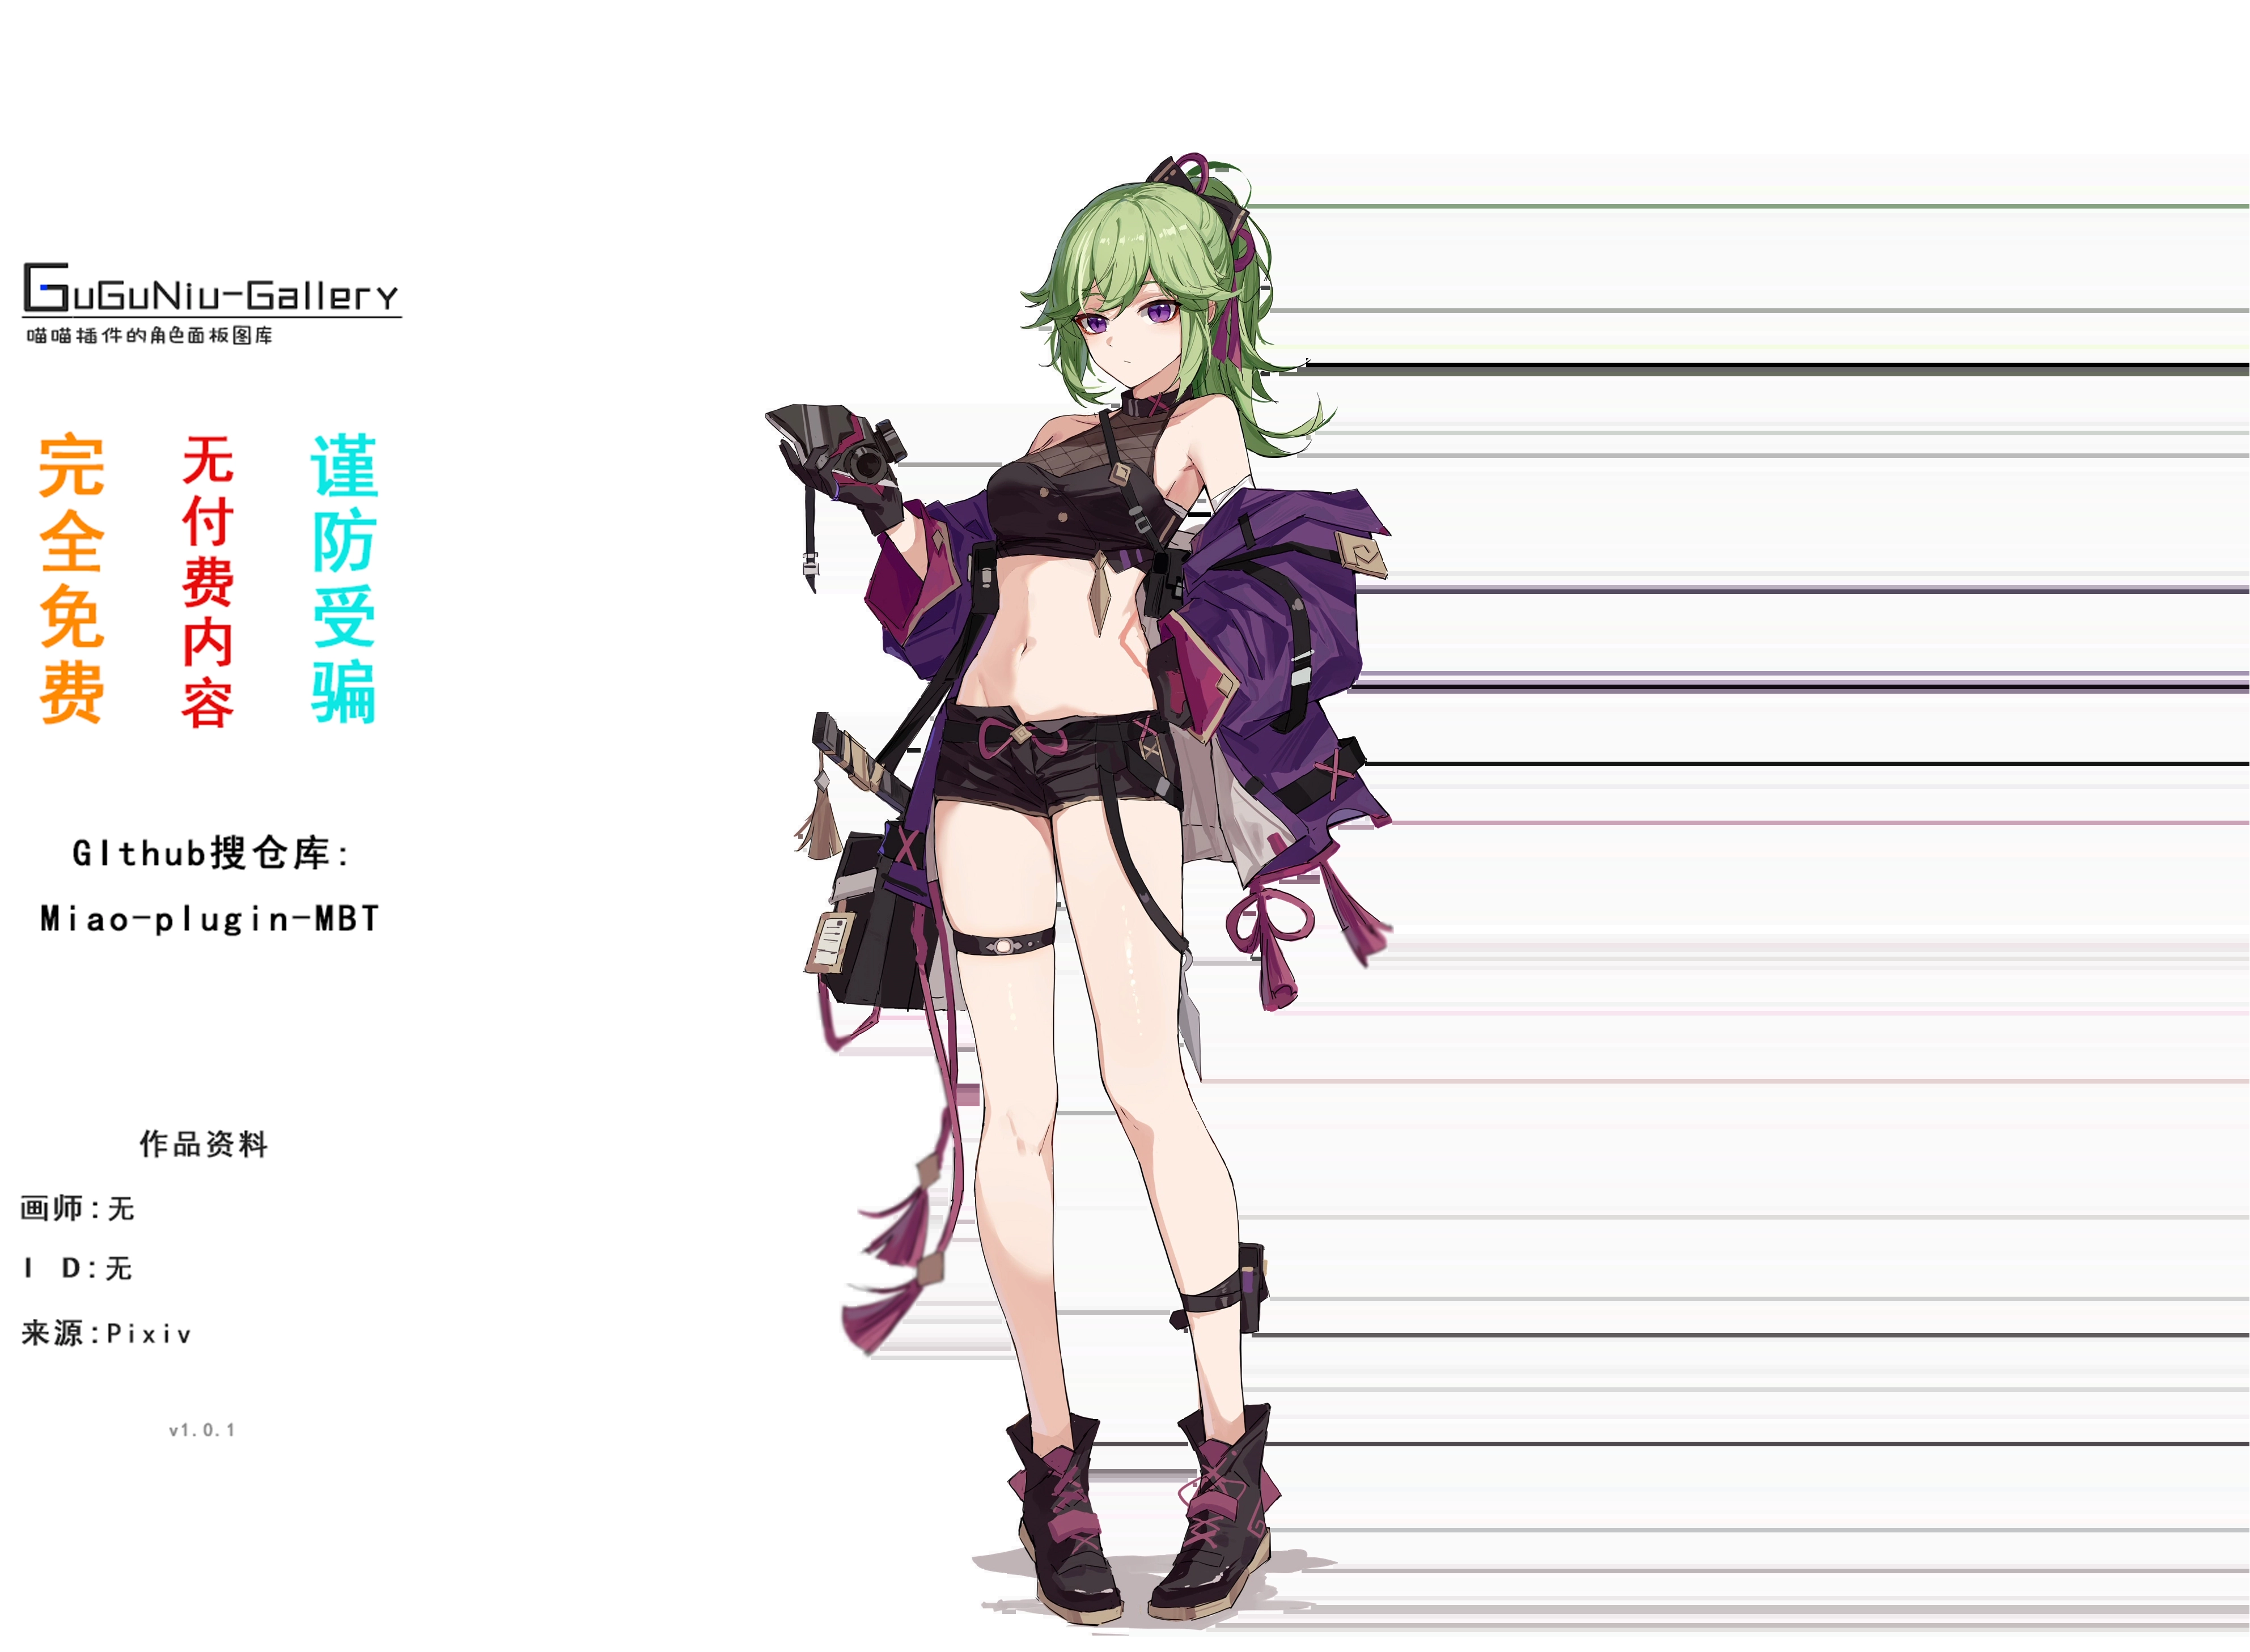 GuGuNiu-Gallery
喵喵插件的角色面板图库
完全免费
无付费内容
谨防受骗
GIthub搜仓库:
Miao-plugin-MBT
作品资料
画师:无
I D:无
来源:Pixiv
v1.0.1